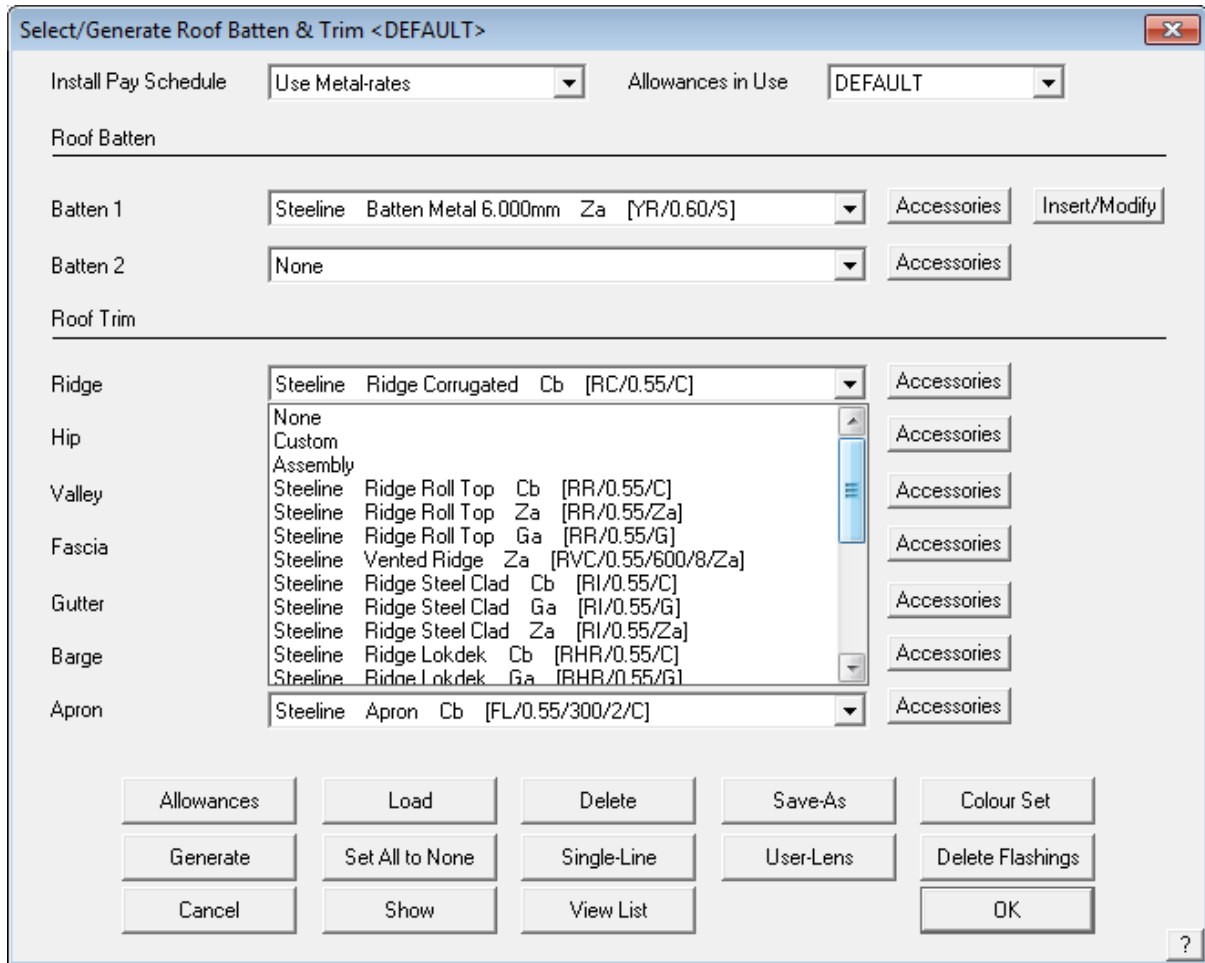 Select/Generate Roof Batten & Trim <DEFAULT>
Install Pay Schedule Use Metal-rates Allowances in Use DEFAULT
Roof Batten
Batten 1 Steeline Batten Metal 6.000mm Za [YR/0.60/S] Accessories Insert/Modify
Batten 2 None Accessories
Roof Trim
Ridge Steeline Ridge Corrugated Cb [RC/0.55/C] Accessories
None
Hip Custom Accessories
Assembly
Valley Steeline Ridge Roll Top Cb [RR/0.55/C] Accessories
Steeline Ridge Roll Top Za [RR/0.55/Za]
Fascia Steeline Ridge Roll Top Ga [RR/0.55/G] Accessories
Steeline Vented Ridge Za [RVC/0.55/600/8/Za]
Steeline Ridge Steel Clad Cb [RI/0.55/C]
Gutter Steeline Ridge Steel Clad Ga [RI/0.55/G] Accessories
Steeline Ridge Steel Clad Za [RI/0.55/Za]
Barge Steeline Ridge Lokdek Cb [RHR/0.55/C] Accessories
Steeline Ridge Lokdek Ga [RHR/0.55/G]
Apron Steeline Apron Cb [FL/0.55/300/2/C] Accessories
Allowances Load Delete Save-As Colour Set
Generate Set All to None Single-Line User-Lens Delete Flashings
Cancel Show View List OK
?